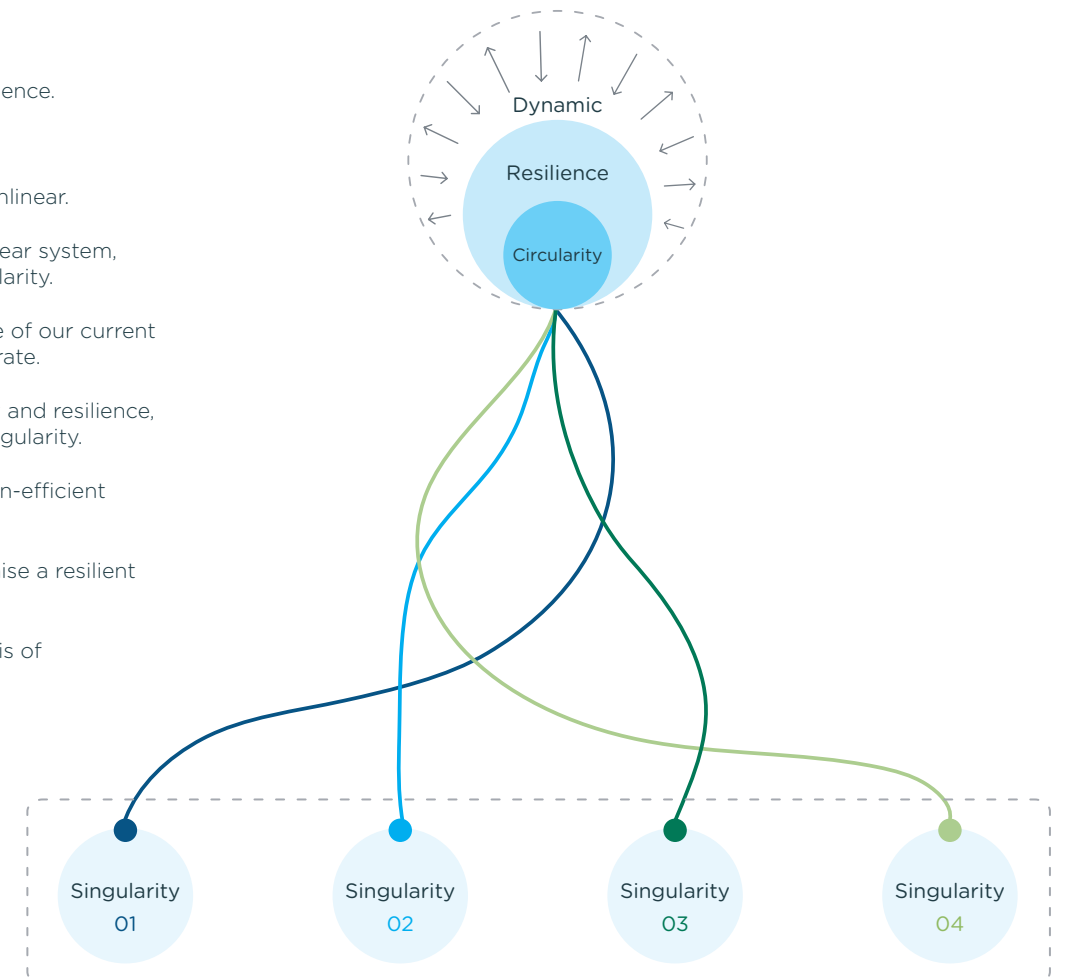 ence.
nlinear.
ear system,
larity.
e of our current
rate.
and resilience,
gularity.
n-efficient
ise a resilient
is of
Dynamic
Resilience
Circularity
Singularity
01
Singularity
02
Singularity
03
Singularity
04